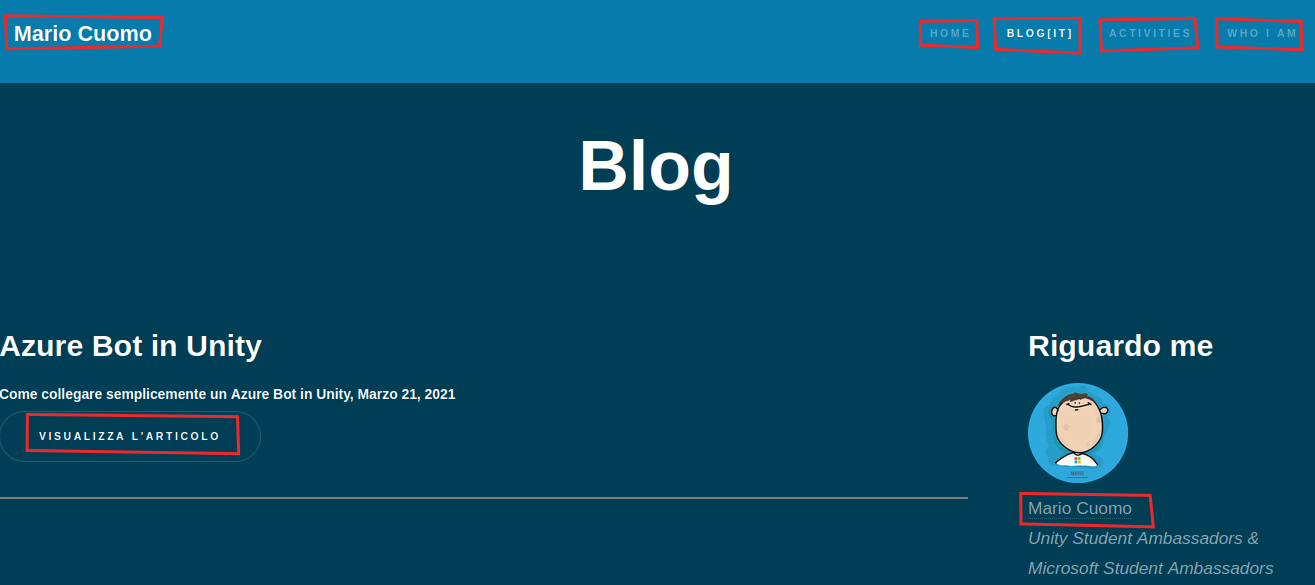 Mario Cuomo
HOME BLOG[IT] ACTIVITIES WHO I AM
Blog
Azure Bot in Unity
Come collegare semplicemente un Azure Bot in Unity, Marzo 21, 2021
VISUALIZZA L'ARTICOLO
Riguardo me
MARIO
Mario Cuomo
Unity Student Ambassadors &
Microsoft Student Ambassadors